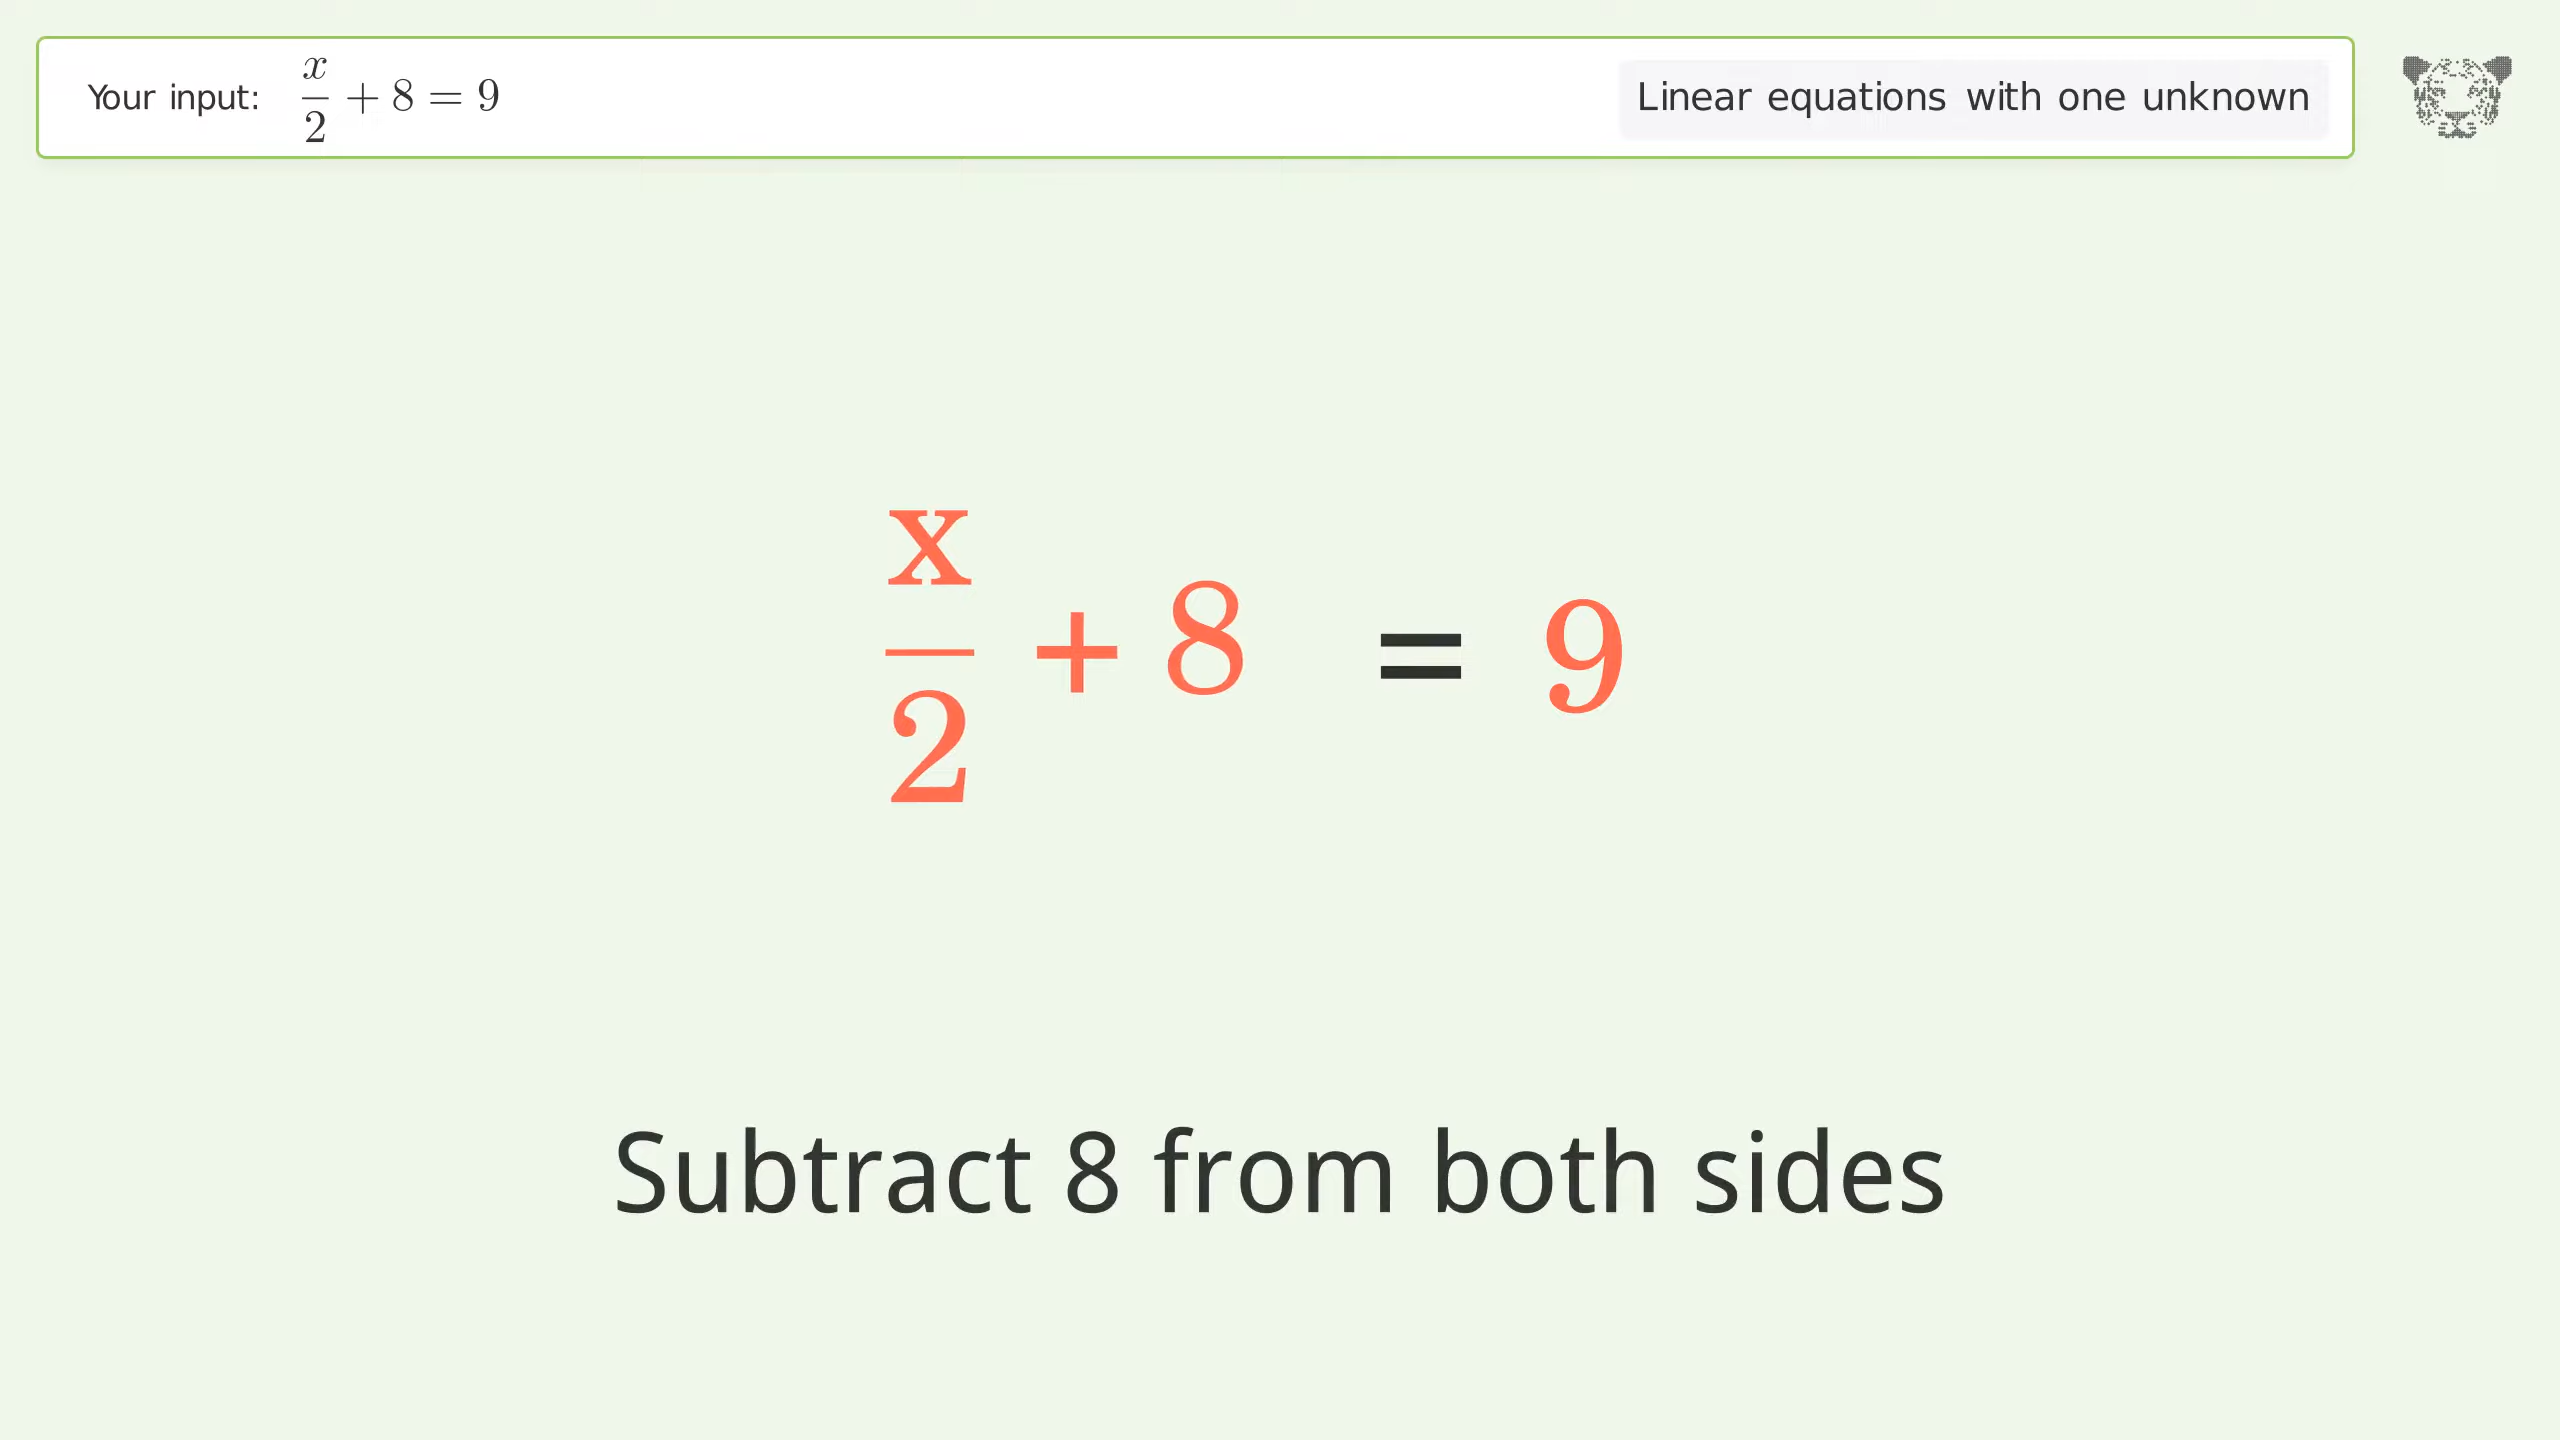 Your input: x/2 + 8 = 9
Linear equations with one unknown
x/2 + 8 = 9
Subtract 8 from both sides